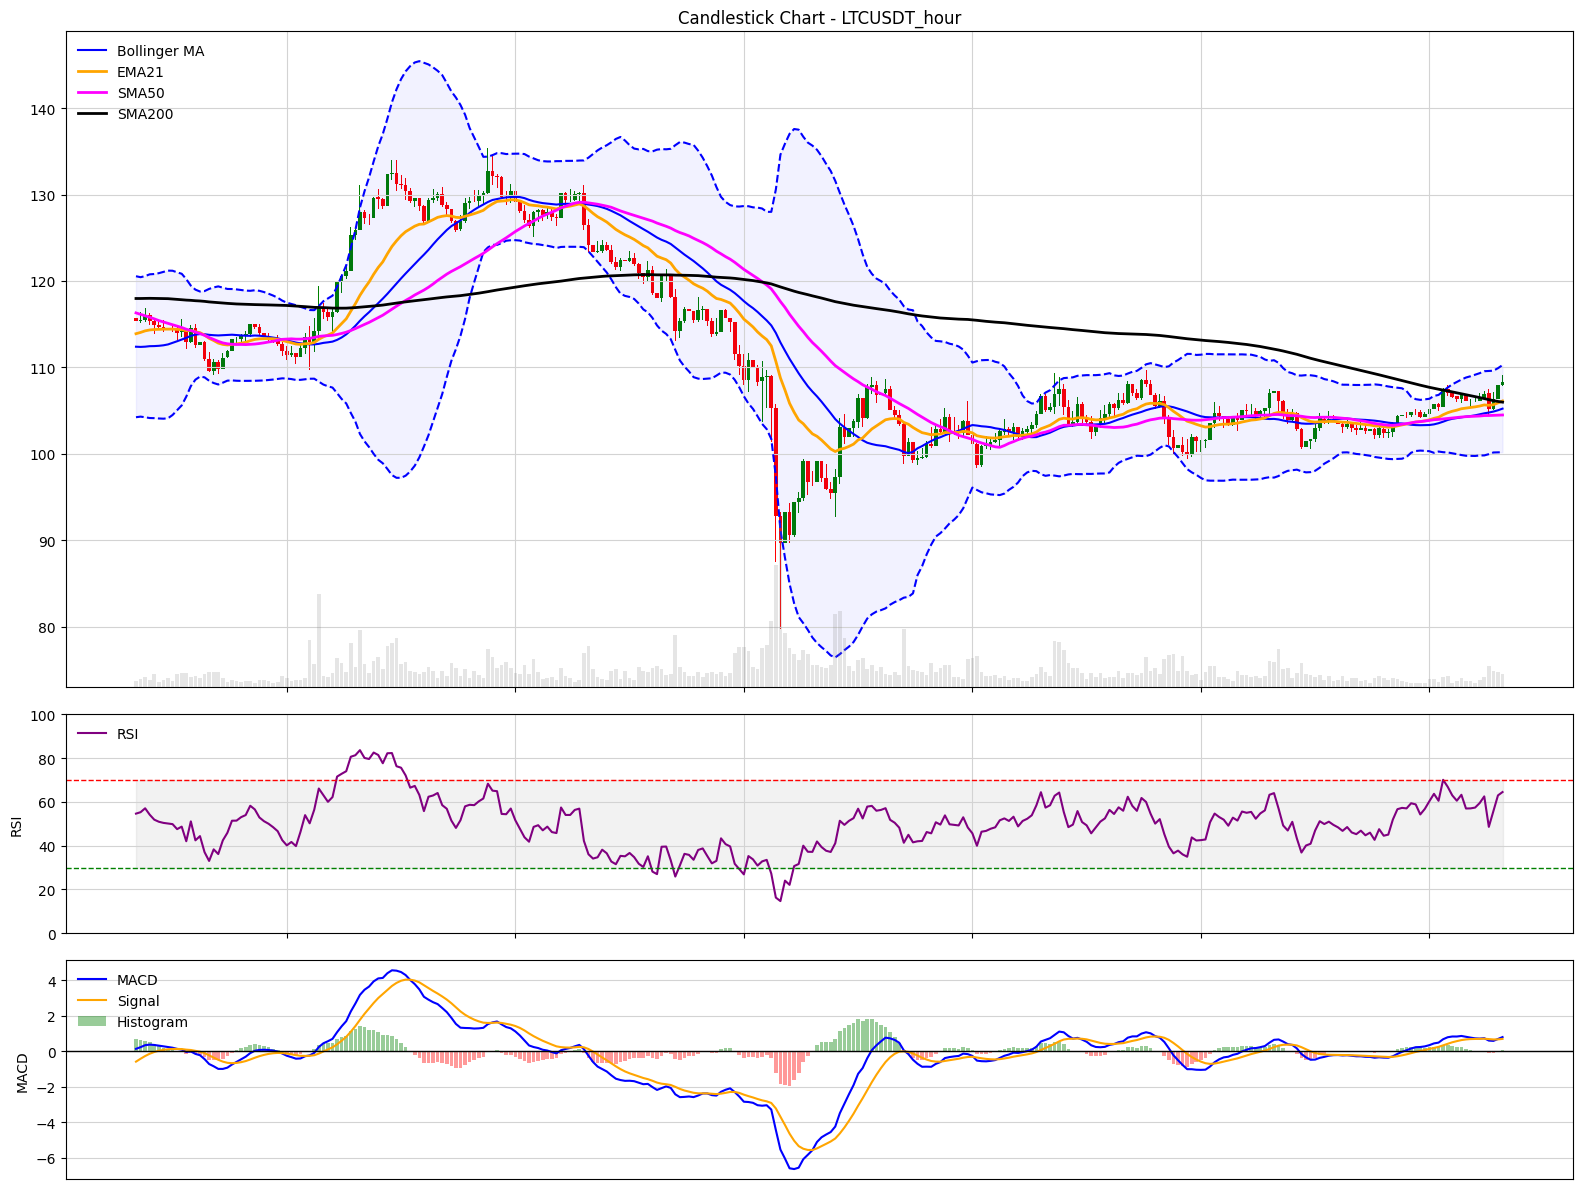 Candlestick Chart - LTCUSDT_hour
Bollinger MA
EMA21
SMA50
SMA200
140
130
120
110
100
90
80
RSI
100
80
60
40
20
0
RSI
MACD
Signal
Histogram
4
2
0
−2
−4
−6
MACD